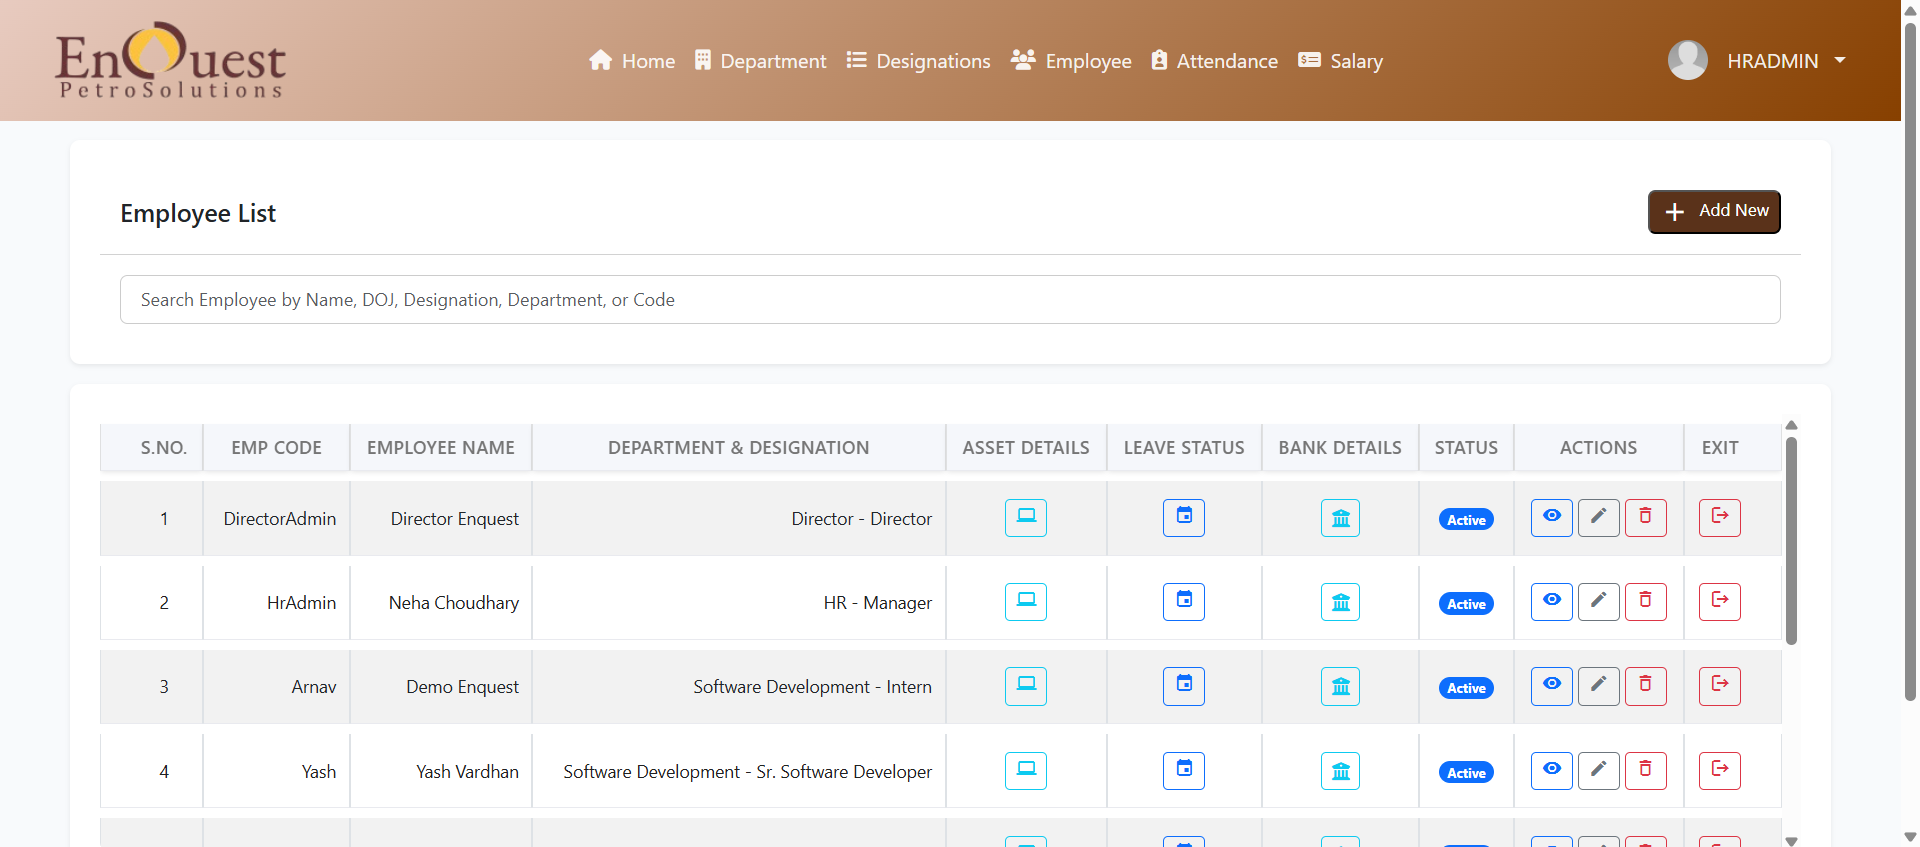 EnQuest
PetroSolutions
Home Department Designations Employee Attendance Salary
HRADMIN
Employee List
Add New
Search Employee by Name, DOJ, Designation, Department, or Code
S.NO. EMP CODE EMPLOYEE NAME DEPARTMENT & DESIGNATION ASSET DETAILS LEAVE STATUS BANK DETAILS STATUS ACTIONS EXIT
1 DirectorAdmin Director Enquest Director - Director Active
2 HrAdmin Neha Choudhary HR - Manager Active
3 Arnav Demo Enquest Software Development - Intern Active
4 Yash Yash Vardhan Software Development - Sr. Software Developer Active